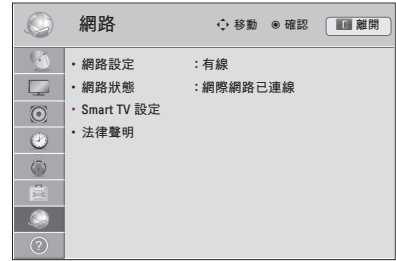 網路
移動 確認 離開
• 網路設定 : 有線
• 網路狀態 : 網際網路已連線
• Smart TV 設定
• 法律聲明
?